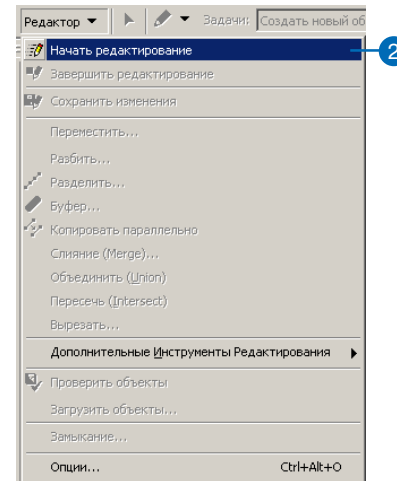 Редактор Задачи: Создать новый об
Начать редактирование 2
Завершить редактирование
Сохранить изменения
Переместить...
Разбить...
Разделить...
Буфер...
Копировать параллельно
Слияние (Merge)...
Объединить (Union)
Пересечь (Intersect)
Вырезать...
Дополнительные Инструменты Редактирования
Проверить объекты
Загрузить объекты...
Замыкание...
Опции... Ctrl+Alt+O